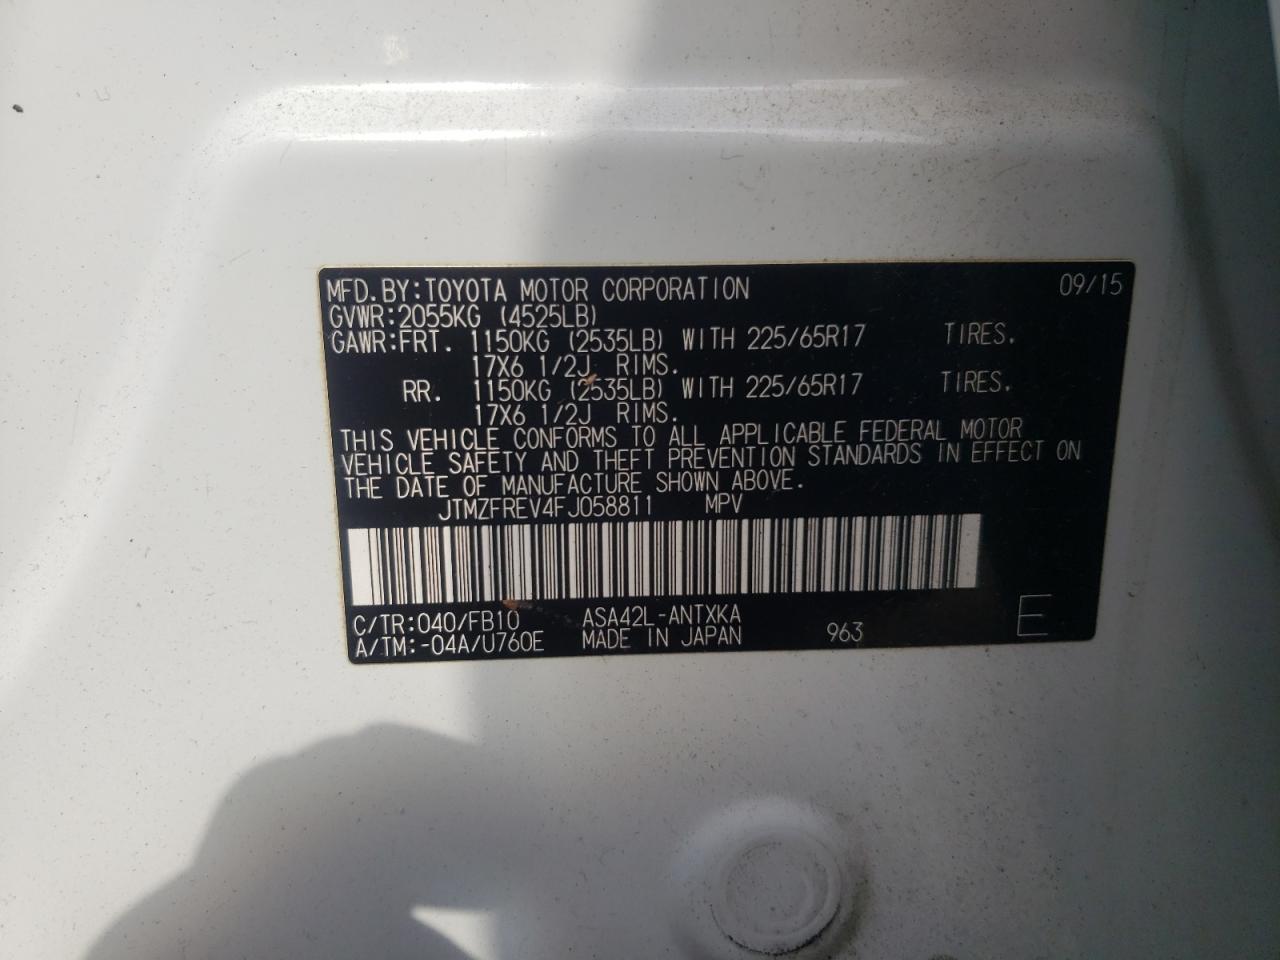 MFD.BY:TOYOTA MOTOR CORPORATION 09/15
GVWR:2055KG (4525LB)
GAWR:FRT. 1150KG (2535LB) WITH 225/65R17 TIRES.
17X6 1/2J RIMS.
RR. 1150KG (2535LB) WITH 225/65R17 TIRES.
17X6 1/2J RIMS.
THIS VEHICLE CONFORMS TO ALL APPLICABLE FEDERAL MOTOR
VEHICLE SAFETY AND THEFT PREVENTION STANDARDS IN EFFECT ON
THE DATE OF MANUFACTURE SHOWN ABOVE.
JTMZFREV4FJ058811 MPV
C/TR:040/FB10 ASA42L-ANTXKA
A/TM:-04A/U760E MADE IN JAPAN 963 E